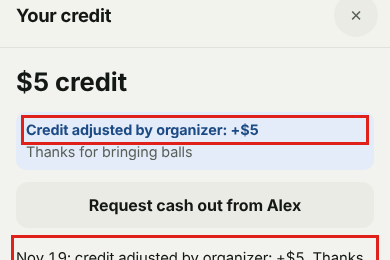 Your credit
$5 credit
Credit adjusted by organizer: +$5
Thanks for bringing balls
Request cash out from Alex
Nov 19: credit adjusted by organizer: +$5. Thanks